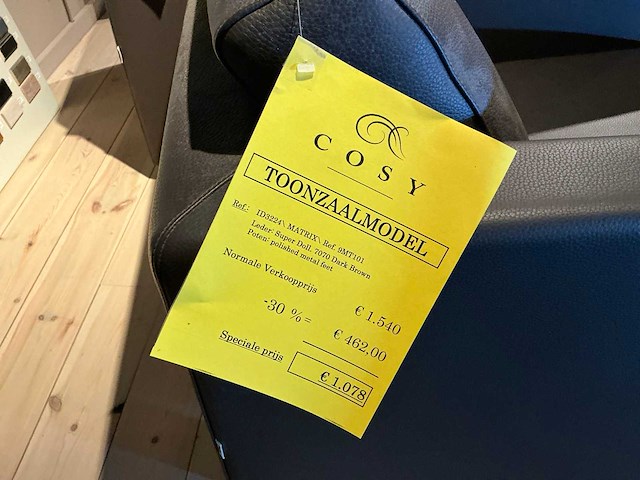 COSY
TOONZAALMODEL
Ref.: ID3224\ MATRIX\ Ref. 9MT101
Leder: Super Doll, 7070 Dark Brown
Poten: polished metal feet
Normale Verkoopprijs € 1.540
-30 %= € 462,00
Speciale prijs € 1.078